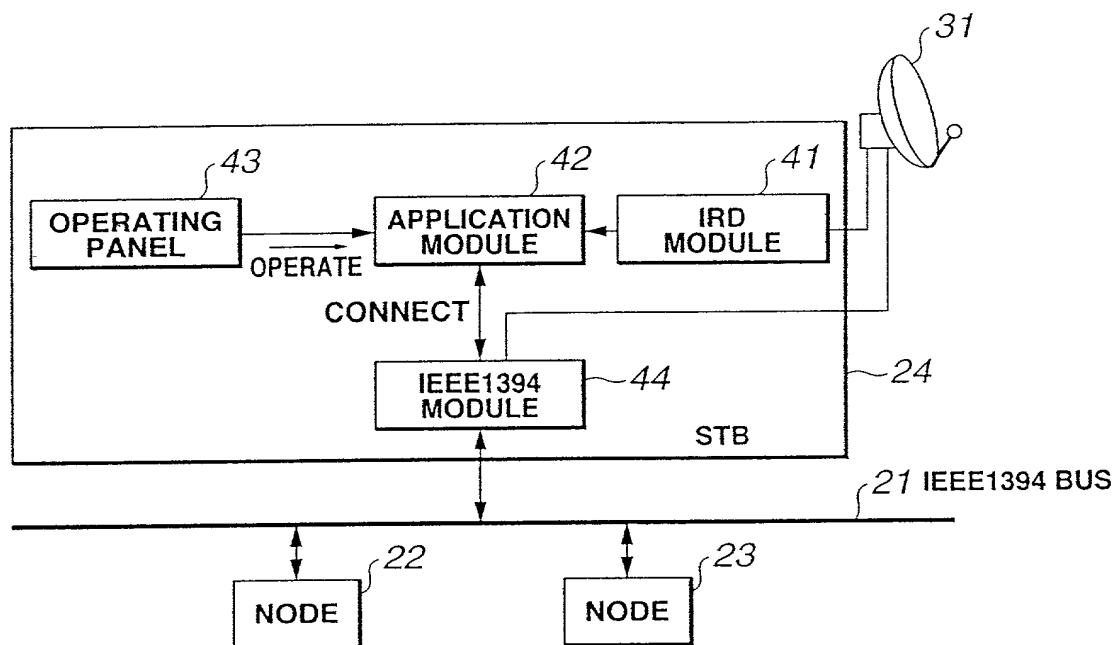 31
43
42
41
OPERATING
PANEL
APPLICATION
MODULE
IRD
MODULE
OPERATE
CONNECT
IEEE1394
MODULE
44
24
STB
21 IEEE1394 BUS
22
23
NODE
NODE